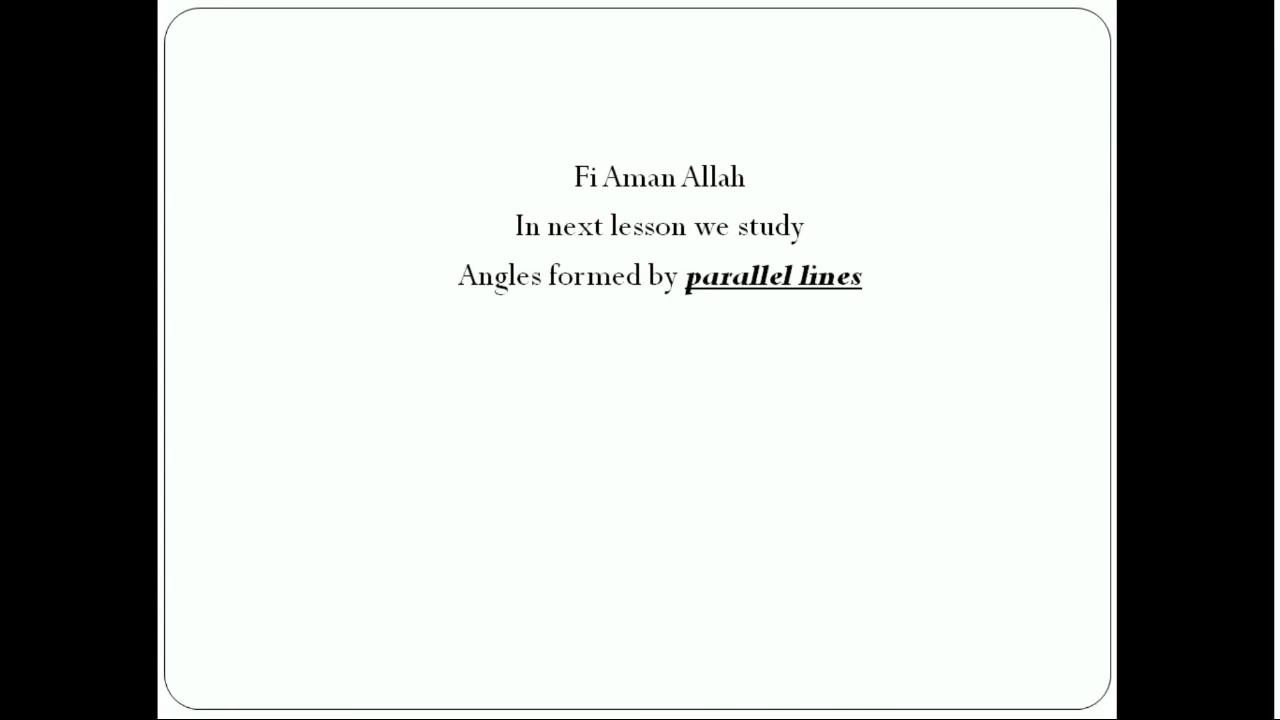 Fi Aman Allah
In next lesson we study
Angles formed by parallel lines